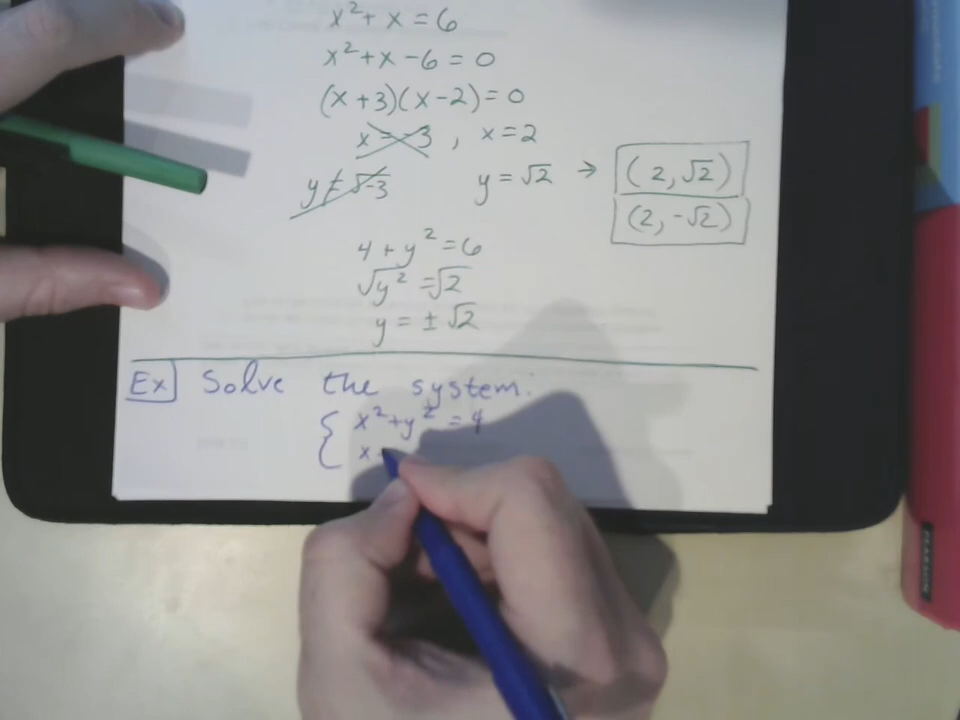 x² + x = 6
x² + x - 6 = 0
(x + 3)(x - 2) = 0
x = -3 , x = 2
y ≠ √-3 y = √2 → (2, √2)
(2, -√2)
4 + y² = 6
√y² = √2
y = ± √2
Ex Solve the system:
x² + y² = 4
x
PEARSON